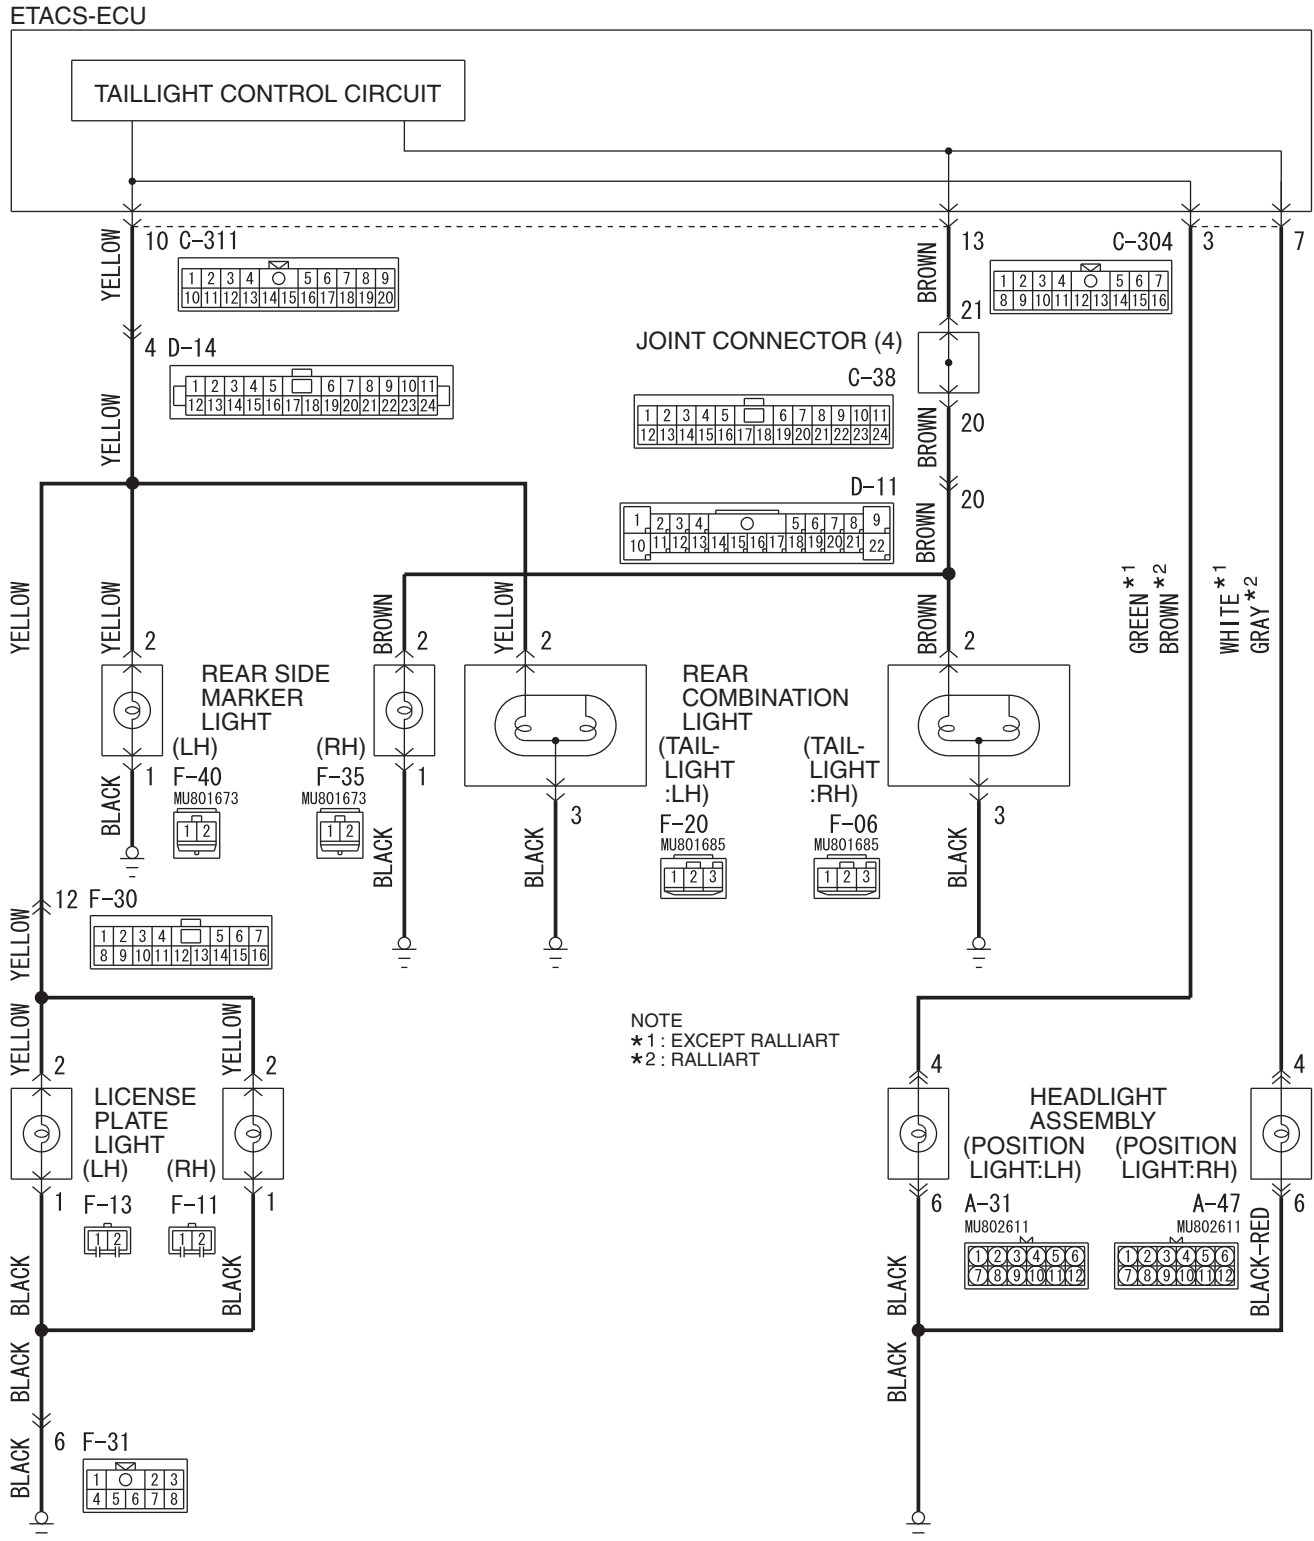 ETACS-ECU
TAILLIGHT CONTROL CIRCUIT
YELLOW
10 C-311
1 2 3 4 5 6 7 8 9
10 11 12 13 14 15 16 17 18 19 20
BROWN
13
C-304
3
7
1 2 3 4 5 6 7
8 9 10 11 12 13 14 15 16
21
JOINT CONNECTOR (4)
4 D-14
1 2 3 4 5 6 7 8 9 10 11
12 13 14 15 16 17 18 19 20 21 22 23 24
YELLOW
C-38
1 2 3 4 5 6 7 8 9 10 11
12 13 14 15 16 17 18 19 20 21 22 23 24
BROWN
20
D-11
20
1 2 3 4 5 6 7 8 9
10 11 12 13 14 15 16 17 18 19 20 21 22
BROWN
YELLOW
YELLOW
2
BROWN
2
YELLOW
2
BROWN
2
GREEN *1
BROWN *2
WHITE *1
GRAY *2
REAR SIDE
MARKER
LIGHT
(LH)
(RH)
REAR
COMBINATION
LIGHT
(TAIL-
LIGHT
:LH)
(TAIL-
LIGHT
:RH)
1
F-40
MU801673
1 2
F-35
MU801673
1 2
1
BLACK
BLACK
BLACK
3
F-20
MU801685
1 2 3
F-06
MU801685
1 2 3
BLACK
3
12 F-30
1 2 3 4 5 6 7
8 9 10 11 12 13 14 15 16
YELLOW
YELLOW
YELLOW
NOTE
*1 : EXCEPT RALLIART
*2 : RALLIART
2
2
4
4
LICENSE
PLATE
LIGHT
(LH)
(RH)
HEADLIGHT
ASSEMBLY
(POSITION
LIGHT:LH)
(POSITION
LIGHT:RH)
1
F-13
1 2
F-11
1 2
1
6
A-31
MU802611
1 2 3 4 5 6
7 8 9 10 11 12
A-47
MU802611
1 2 3 4 5 6
7 8 9 10 11 12
6
BLACK
BLACK
BLACK
BLACK-RED
BLACK
BLACK
6 F-31
1 2 3
4 5 6 7 8
BLACK